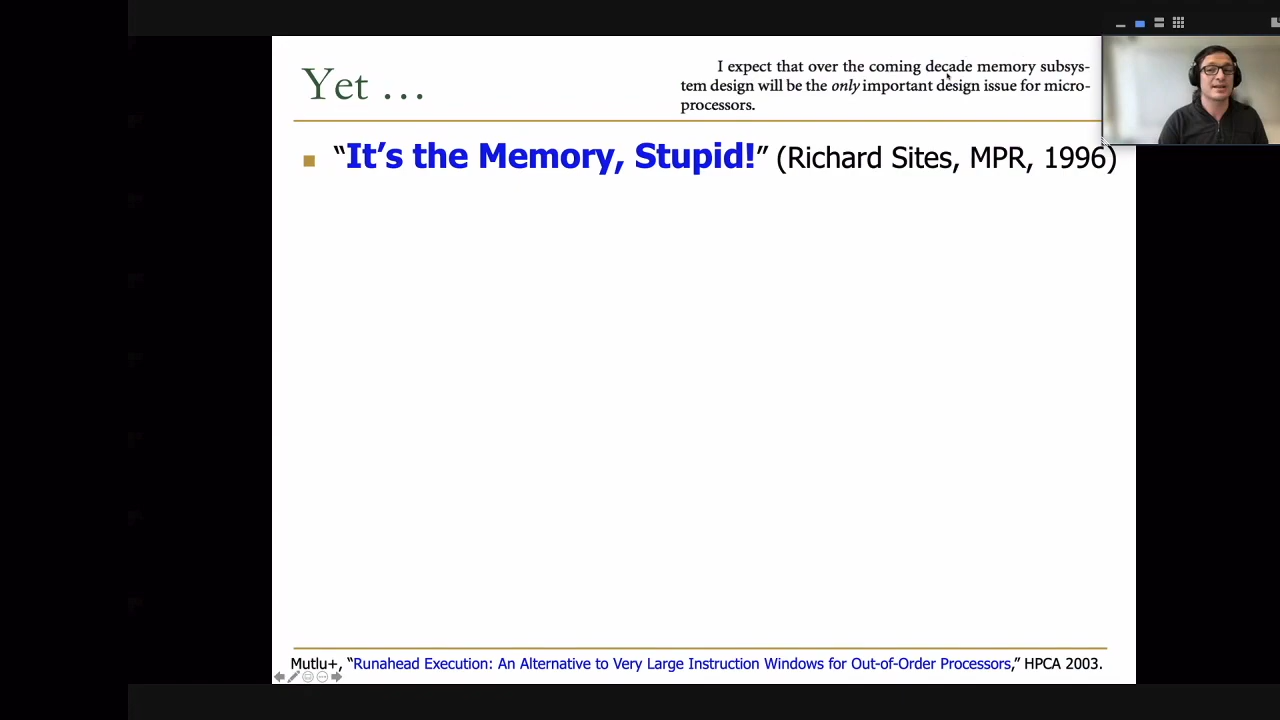 Yet …
I expect that over the coming decade memory subsys-
tem design will be the only important design issue for micro-
processors.
“It’s the Memory, Stupid!” (Richard Sites, MPR, 1996)
Mutlu+, “Runahead Execution: An Alternative to Very Large Instruction Windows for Out-of-Order Processors,” HPCA 2003.